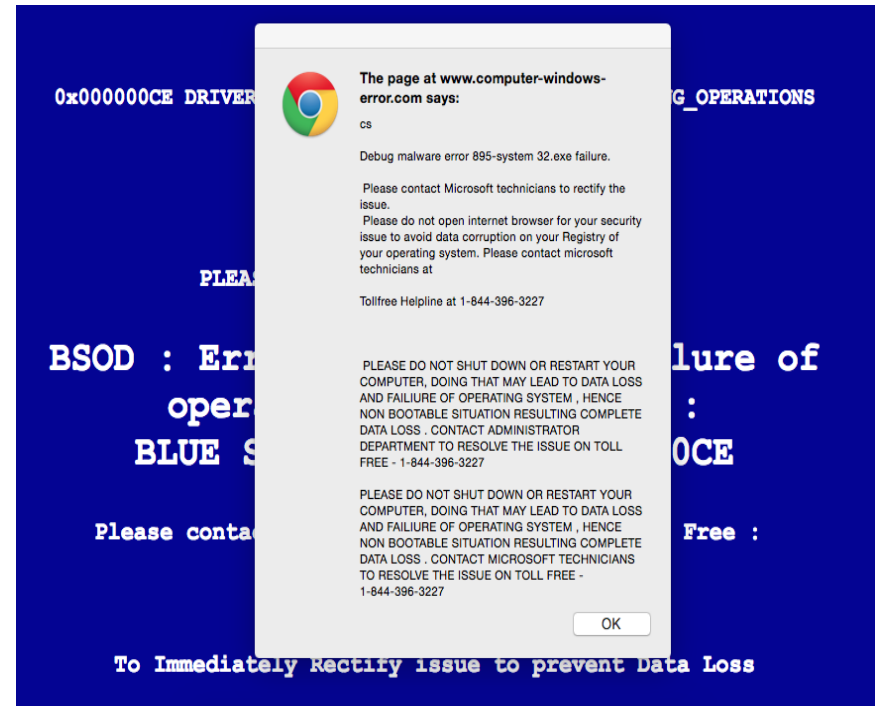 0x000000CE DRIVER
G_OPERATIONS
The page at www.computer-windows-
error.com says:
cs
Debug malware error 895-system 32.exe failure.
Please contact Microsoft technicians to rectify the
issue.
Please do not open internet browser for your security
issue to avoid data corruption on your Registry of
your operating system. Please contact microsoft
technicians at
Tollfree Helpline at 1-844-396-3227
PLEASE DO NOT SHUT DOWN OR RESTART YOUR
COMPUTER, DOING THAT MAY LEAD TO DATA LOSS
AND FAILIURE OF OPERATING SYSTEM , HENCE
NON BOOTABLE SITUATION RESULTING COMPLETE
DATA LOSS . CONTACT ADMINISTRATOR
DEPARTMENT TO RESOLVE THE ISSUE ON TOLL
FREE - 1-844-396-3227
PLEASE DO NOT SHUT DOWN OR RESTART YOUR
COMPUTER, DOING THAT MAY LEAD TO DATA LOSS
AND FAILIURE OF OPERATING SYSTEM , HENCE
NON BOOTABLE SITUATION RESULTING COMPLETE
DATA LOSS . CONTACT MICROSOFT TECHNICIANS
TO RESOLVE THE ISSUE ON TOLL FREE -
1-844-396-3227
OK
PLEA
BSOD : Err
lure of
oper
:
BLUE S
0CE
Please conta
Free :
To Immediately Rectify issue to prevent Data Loss